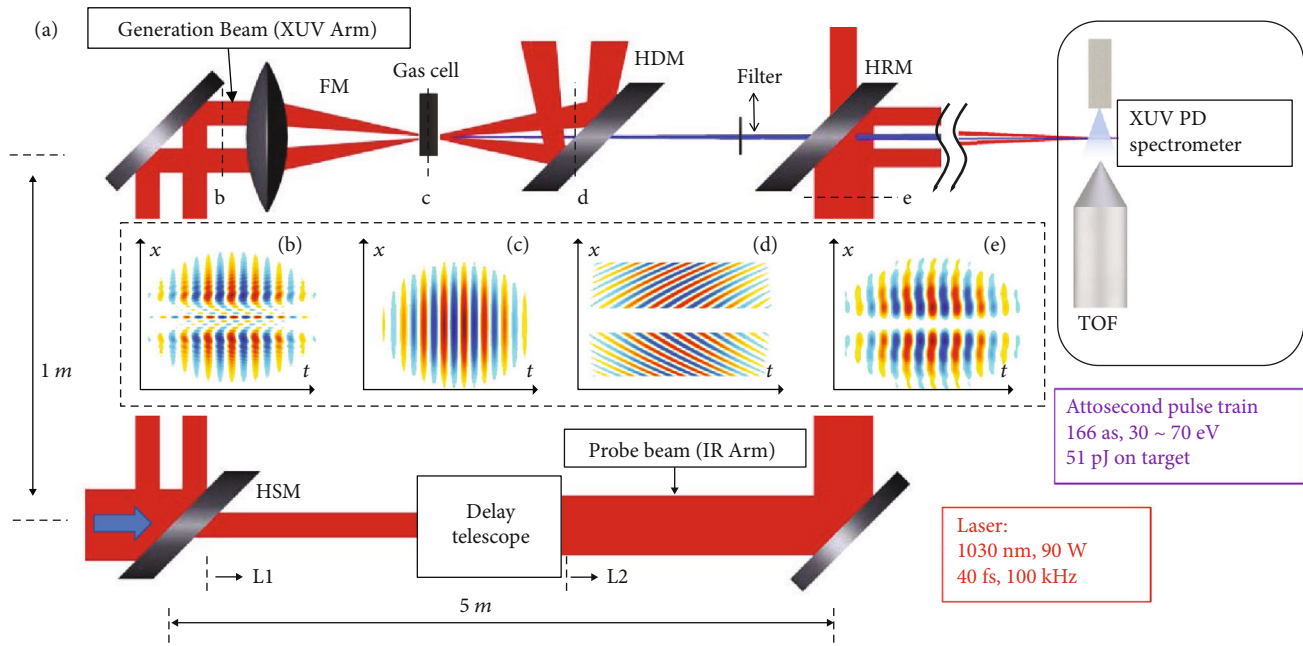 (a)
Generation Beam (XUV Arm)
FM
Gas cell
HDM
Filter
HRM
XUV PD
spectrometer
b
c
d
e
TOF
1 m
x
(b)
t
x
(c)
t
x
(d)
t
x
(e)
t
Attosecond pulse train
166 as, 30 ~ 70 eV
51 pJ on target
Probe beam (IR Arm)
HSM
Delay
telescope
L1
L2
5 m
Laser:
1030 nm, 90 W
40 fs, 100 kHz